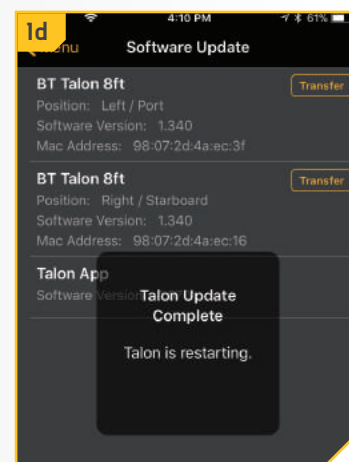 1d
4:10 PM
61%
Menu
Software Update
BT Talon 8ft
Transfer
Position: Left / Port
Software Version: 1.340
Mac Address: 98:07:2d:4a:ec:3f
BT Talon 8ft
Transfer
Position: Right / Starboard
Software Version: 1.340
Mac Address: 98:07:2d:4a:ec:16
Talon App
Software Version:
Talon Update
Complete
Talon is restarting.